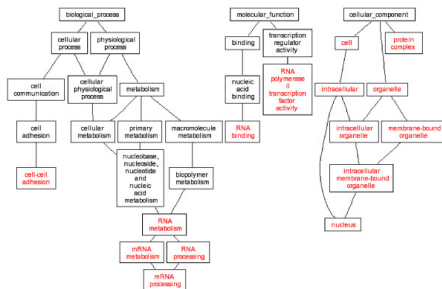 biological_process
molecular_function
cellular_component
cellular
process
physiological
process
binding
transcription
regulator
activity
cell
protein
complex
cell
communication
cellular
physiological
process
metabolism
nucleic
acid
binding
RNA
polymerase
II
transcription
factor
activity
intracellular
organelle
cell
adhesion
cellular
metabolism
primary
metabolism
macromolecule
metabolism
RNA
binding
intracellular
organelle
membrane-bound
organelle
cell-cell
adhesion
nucleobase,
nucleoside,
nucleotide
and
nucleic
acid metabolism
biopolymer
metabolism
intracellular
membrane-bound
organelle
RNA
metabolism
nucleus
mRNA
metabolism
RNA
processing
mRNA
processing